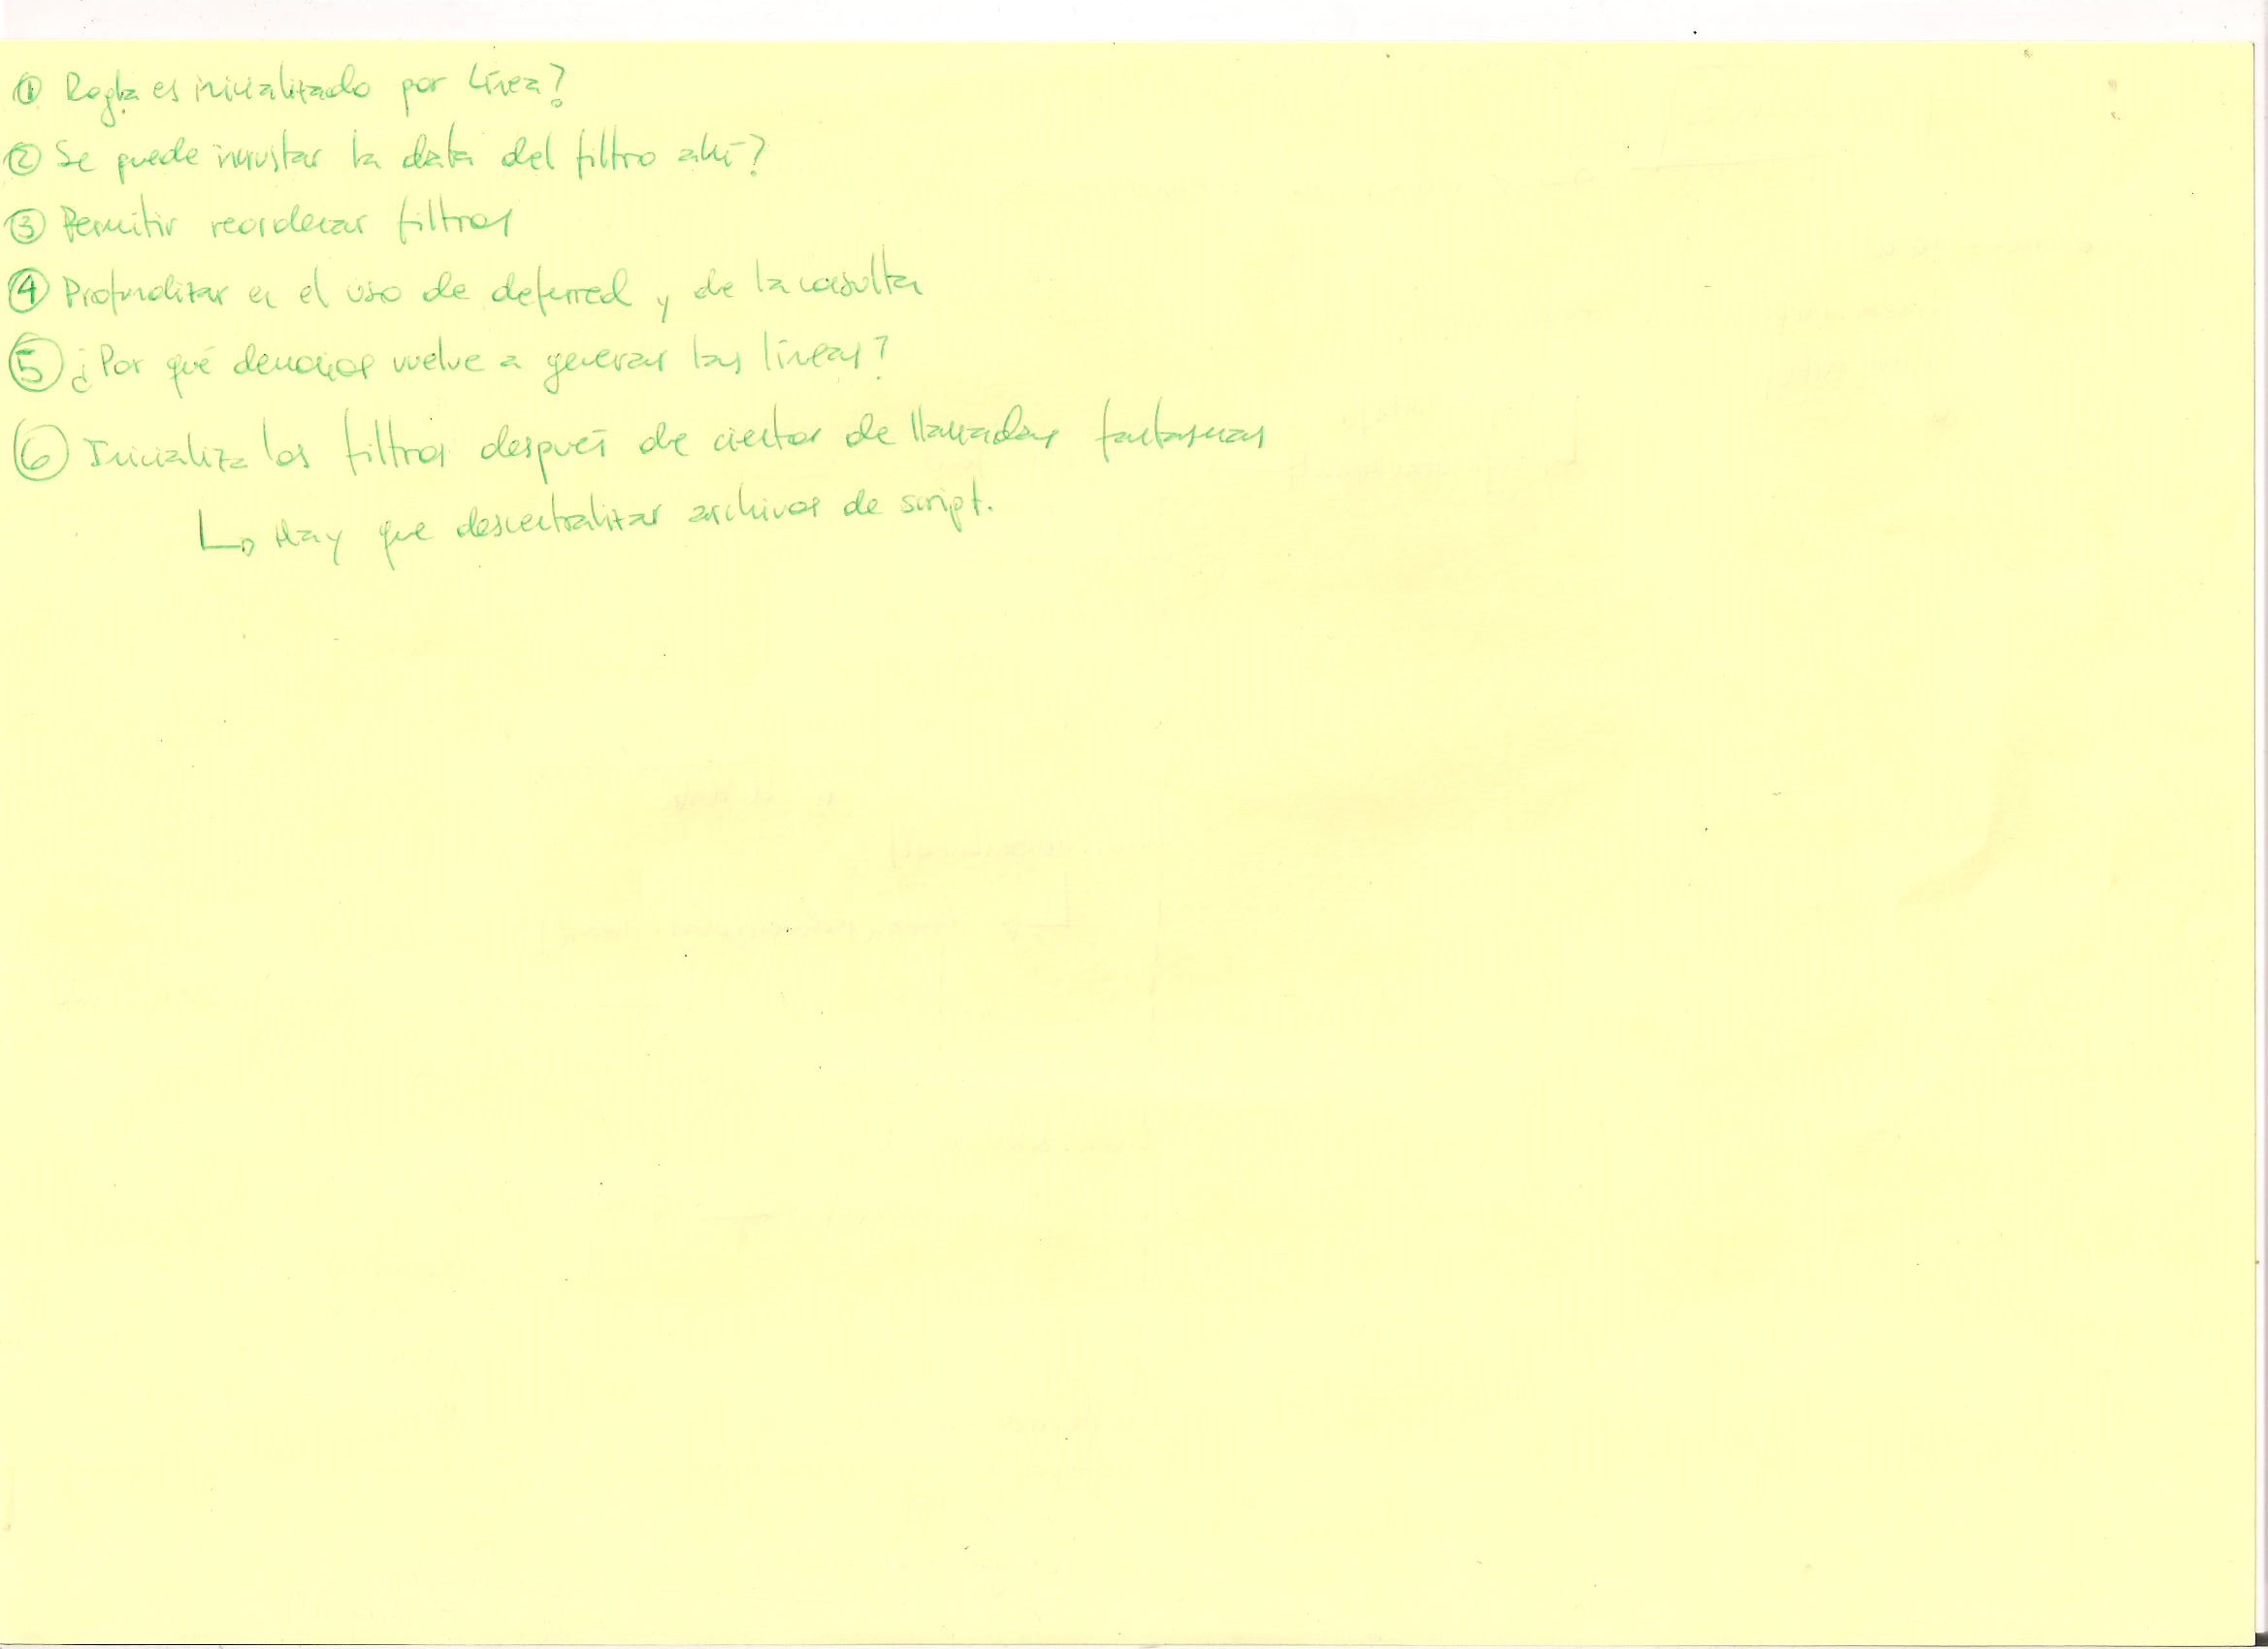 ① Regla es inicializado por línea?
② Se puede incrustar la data del filtro ahí?
③ Permitir reordenar filtros
④ Profundizar en el uso de deferred y de la consulta
⑤ ¿Por qué vuelve a generar las líneas?
⑥ Inicializa los filtros después de cientos de llamadas fantasmas
↳ Hay que descentralizar archivos de script.